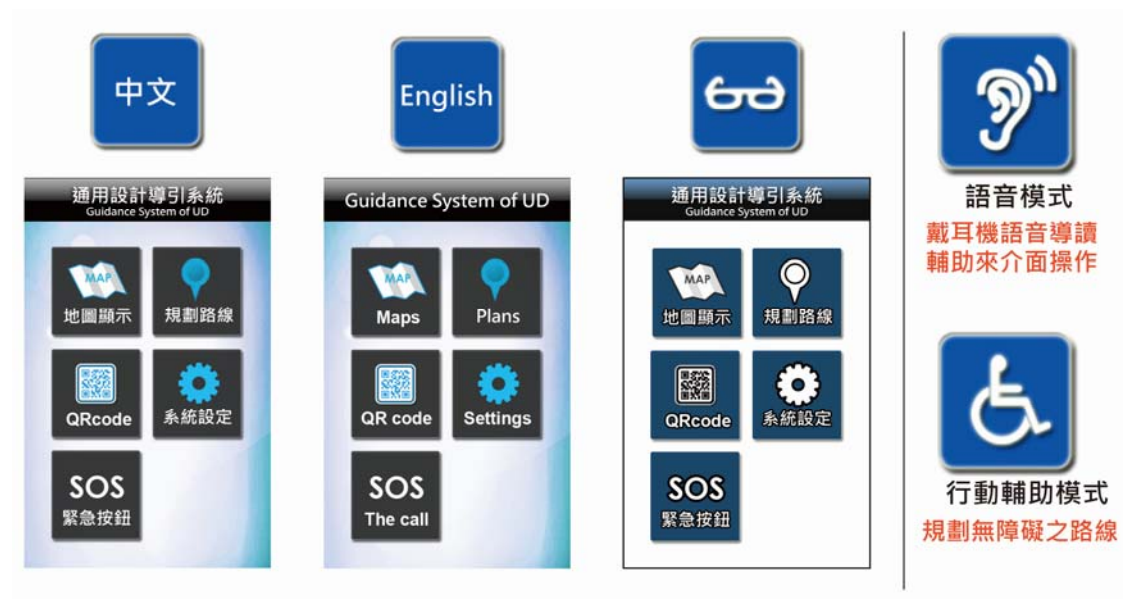 中文
通用設計導引系統
Guidance System of UD
MAP
地圖顯示
規劃路線
QRcode
系統設定
SOS
緊急按鈕
English
Guidance System of UD
MAP
Maps
Plans
QR code
Settings
SOS
The call
通用設計導引系統
Guidance System of UD
MAP
地圖顯示
規劃路線
QRcode
系統設定
SOS
緊急按鈕
語音模式
戴耳機語音導讀
輔助來介面操作
行動輔助模式
規劃無障礙之路線